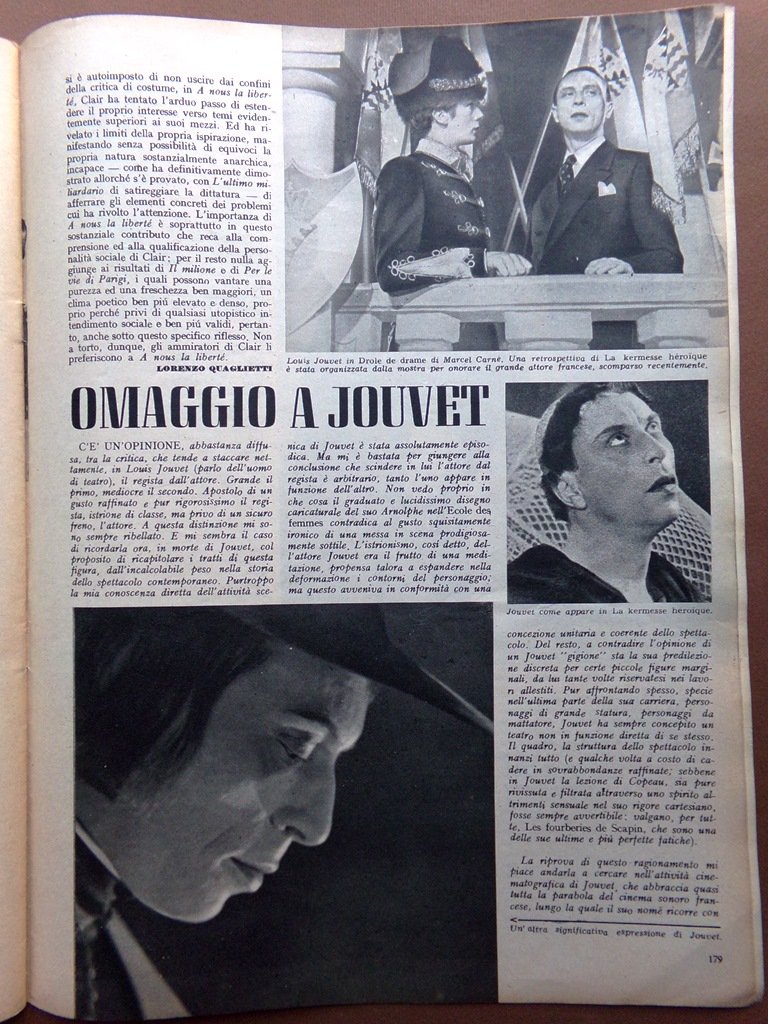 si è autoimposto di non uscire dai confini
della critica di costume, in A nous la liber-
té, Clair ha tentato l'arduo passo di esten-
dere il proprio interesse verso temi eviden-
temente superiori ai suoi mezzi. Ed ha ri-
velato i limiti della propria ispirazione, ma-
nifestando senza possibilità di equivoci la
propria natura sostanzialmente anarchica,
incapace — come ha definitivamente dimo-
strato allorché s'è provato, con L'ultimo mi-
liardario di satireggiare la dittatura — di
afferrare gli elementi concreti dei problemi
cui ha rivolto l'attenzione. L'importanza di
A nous la liberté è soprattutto in questo
sostanziale contributo che reca alla com-
prensione ed alla qualificazione della perso-
nalità sociale di Clair; per il resto nulla ag-
giunge ai risultati di Il milione e di Per le
vie di Parigi, i quali possono vantare una
purezza ed una freschezza ben maggiori, un
clima poetico ben piú elevato e denso, pro-
prio perché privi di qualsiasi utopistico in-
tendimento sociale e ben piú validi, pertan-
to, anche sotto questo specifico riflesso. Non
a torto, dunque, gli ammiratori di Clair li
preferiscono a A nous la liberté.
LORENZO QUAGLIETTI
Louis Jouvet in Drole de drame di Marcel Carné. Una retrospettiva di La kermesse héroïque
è stata organizzata dalla mostra per onorare il grande attore francese, scomparso recentemente.
OMAGGIO A JOUVET
C'E' UN'OPINIONE, abbastanza diffu-
sa, tra la critica, che tende a staccare net-
tamente, in Louis Jouvet (parlo dell'uomo
di teatro), il regista dall'attore. Grande il
primo, mediocre il secondo. Apostolo di un
gusto raffinato e pur rigorosissimo il regi-
sta, istrione di classe, ma privo di un sicuro
freno, l'attore. A questa distinzione mi so-
no sempre ribellato. E mi sembra il caso
di ricordarla ora, in morte di Jouvet, col
proposito di ricapitolare i tratti di questa
figura, dall'incalcolabile peso nella storia
dello spettacolo contemporaneo. Purtroppo
la mia conoscenza diretta dell'attività sce-
nica di Jouvet è stata assolutamente episo-
dica. Ma mi è bastata per giungere alla
conclusione che scindere in lui l'attore dal
regista è arbitrario, tanto l'uno appare in
funzione dell'altro. Non vedo proprio in
che cosa il graduato e lucidissimo disegno
caricaturale del suo Arnolphe nell'Ecole des
femmes contradica al gusto squisitamente
ironico di una messa in scena prodigiosa-
mente sottile. L'istrionismo, cosí detto, del-
l'attore Jouvet era il frutto di una medi-
tazione, propensa talora a espandere nella
deformazione i contorni del personaggio;
ma questo avveniva in conformità con una
Jouvet come appare in La kermesse héroïque.
concezione unitaria e coerente dello spetta-
colo. Del resto, a contradire l'opinione di
un Jouvet "gigione" sta la sua predilezio-
ne discreta per certe piccole figure margi-
nali, da lui tante volte riservatesi nei lavo-
ri allestiti. Pur affrontando spesso, specie
nell'ultima parte della sua carriera, perso-
naggi di grande statura, personaggi da
mattatore, Jouvet ha sempre concepito un
teatro non in funzione diretta di se stesso.
Il quadro, la struttura dello spettacolo in-
nanzi tutto (e qualche volta a costo di ca-
dere in sovrabbondanze raffinate; sebbene
in Jouvet la lezione di Copeau, sia pure
rivissuta e filtrata attraverso uno spirito al-
trimenti sensuale nel suo rigore cartesiano,
fosse sempre avvertibile: valgano, per tut-
te, Les fourberies de Scapin, che sono una
delle sue ultime e piú perfette fatiche).
La riprova di questo ragionamento mi
piace andarla a cercare nell'attività cine-
matografica di Jouvet, che abbraccia quasi
tutta la parabola del cinema sonoro fran-
cese, lungo la quale il suo nome ricorre con
Un'altra significativa espressione di Jouvet.
179